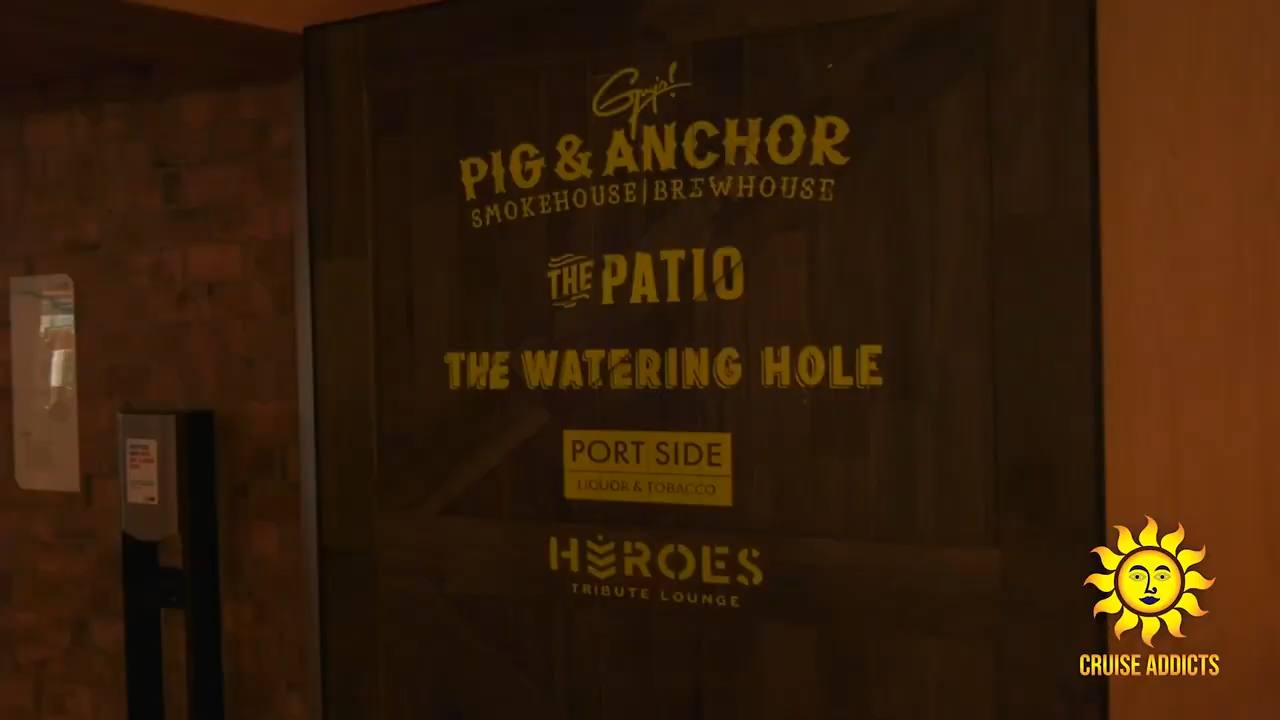 Guy's!
PIG & ANCHOR
SMOKEHOUSE|BREWHOUSE
THE PATIO
THE WATERING HOLE
PORT SIDE
LIQUOR & TOBACCO
HEROES
TRIBUTE LOUNGE
CRUISE ADDICTS